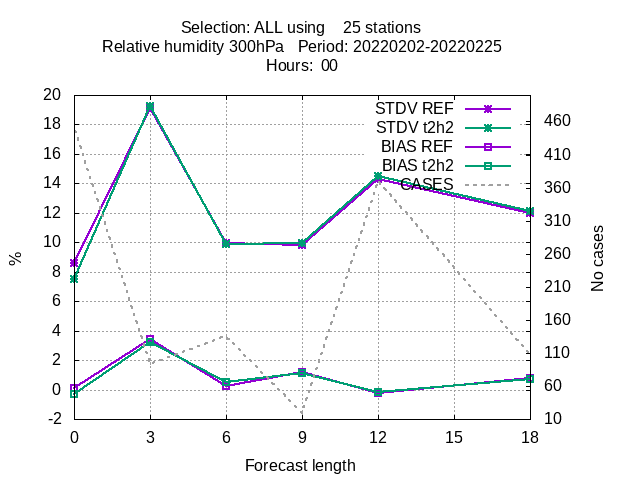 Selection: ALL using 25 stations
Relative humidity 300hPa Period: 20220202-20220225
Hours: 00
STDV REF
STDV t2h2
BIAS REF
BIAS t2h2
CASES
20
18
16
14
12
10
8
6
4
2
0
-2
%
460
410
360
310
260
210
160
110
60
10
No cases
0 3 6 9 12 15 18
Forecast length